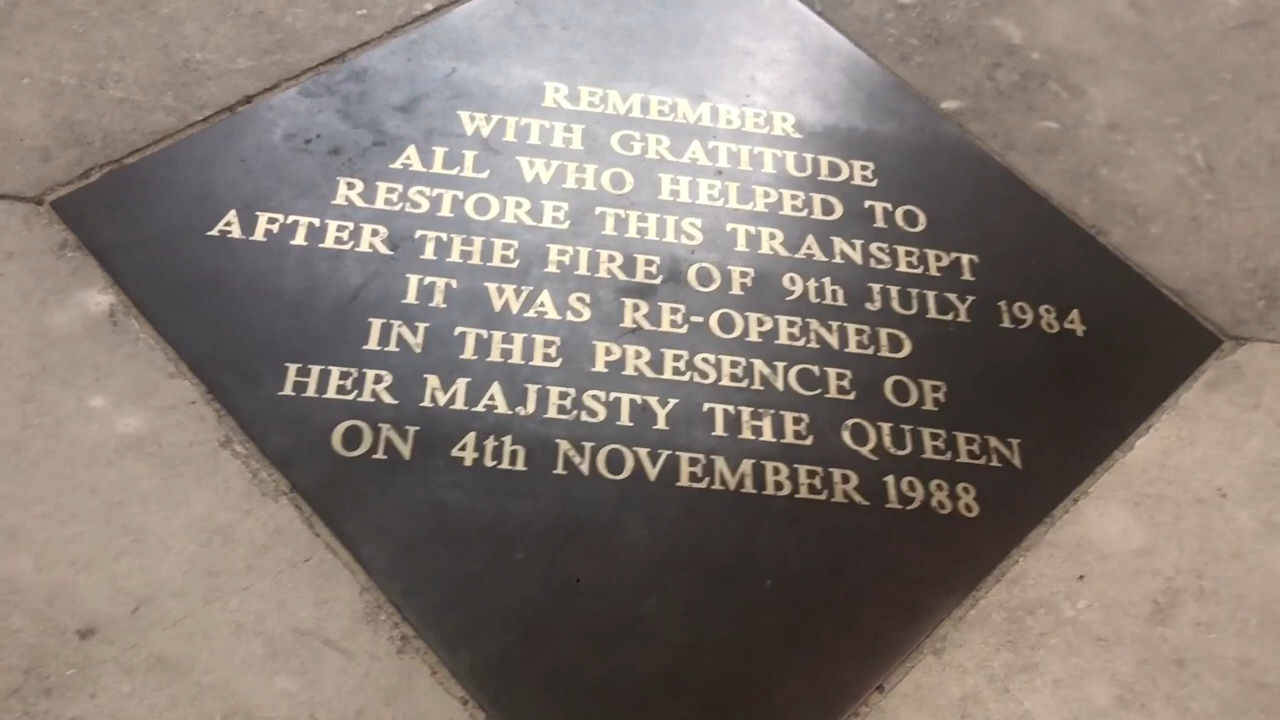 REMEMBER
WITH GRATITUDE
ALL WHO HELPED TO
RESTORE THIS TRANSEPT
AFTER THE FIRE OF 9th JULY 1984
IT WAS RE-OPENED
IN THE PRESENCE OF
HER MAJESTY THE QUEEN
ON 4th NOVEMBER 1988